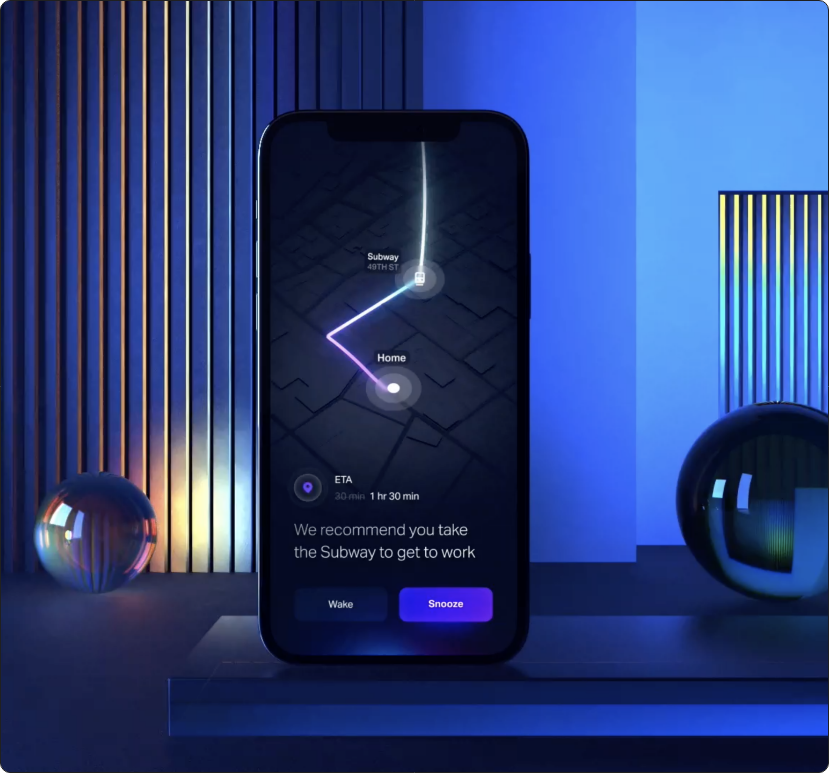 Subway
49TH ST
Home
ETA
30 min 1 hr 30 min
We recommend you take
the Subway to get to work
Wake
Snooze